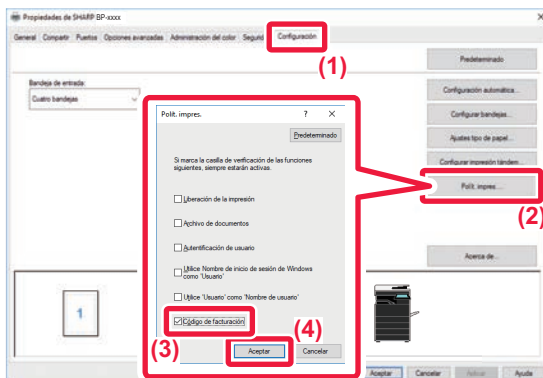 Propiedades de SHARP BP-xxxx
General Compartir Puertos Opciones avanzadas Administración del color Seguridad Configuración
(1)
Predeterminado
Bandeja de entrada:
Cuatro bandejas
Configuración automática...
Configurar bandejas...
Ajustes tipo de papel...
Configurar impresión tándem...
Polít. impres....
(2)
Acerca de...
Polít. impres.
? ×
Predeterminado
Si marca la casilla de verificación de las funciones
siguientes, siempre estarán activas.
Liberación de la impresión
Archivo de documentos
Autentificación de usuario
Utilice Nombre de inicio de sesión de Windows
como 'Usuario'
Utilice 'Usuario' como 'Nombre de usuario'
Código de facturación
(3)
(4)
Aceptar Cancelar
1
Aceptar Cancelar Aplicar Ayuda